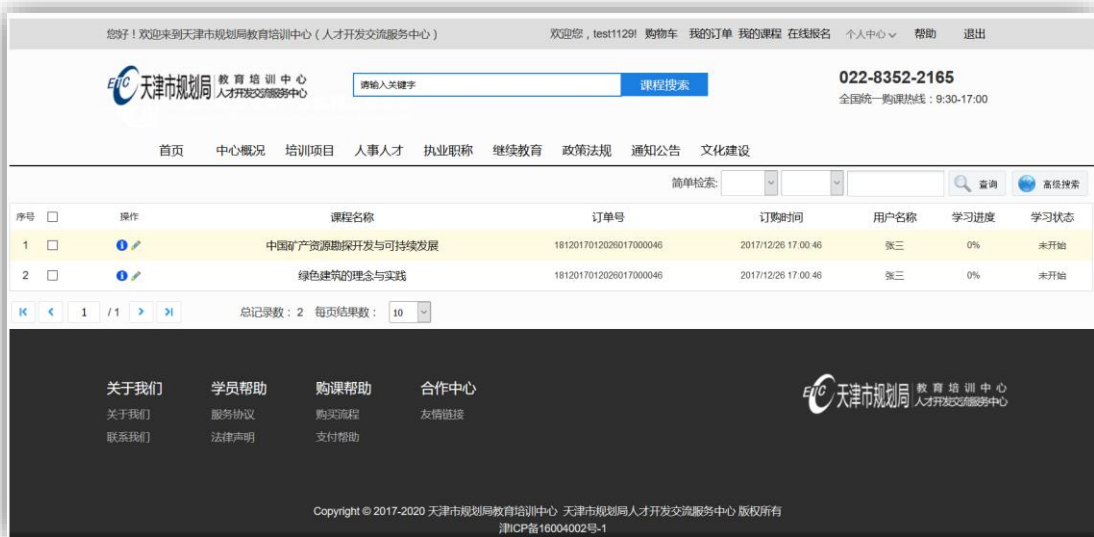 您好！欢迎来到天津市规划局教育培训中心（人才开发交流服务中心） 欢迎您，test1129! 购物车 我的订单 我的课程 在线报名 个人中心 帮助 退出
EUC 天津市规划局 教育培训中心 人才开发交流服务中心
请输入关键字 课程搜索
022-8352-2165
全国统一购课热线：9:30-17:00
首页 中心概况 培训项目 人事人才 执业职称 继续教育 政策法规 通知公告 文化建设
简单检索: 查询 高级搜索
序号 操作 课程名称 订单号 订购时间 用户名称 学习进度 学习状态
1 中国矿产资源勘探开发与可持续发展 1812017012026017000046 2017/12/26 17:00:46 张三 0% 未开始
2 绿色建筑的理念与实践 1812017012026017000046 2017/12/26 17:00:46 张三 0% 未开始
1 /1 总记录数：2 每页结果数： 10
关于我们 学员帮助 购课帮助 合作中心
关于我们 服务协议 购买流程 友情链接
联系我们 法律声明 支付帮助
EUC 天津市规划局 教育培训中心 人才开发交流服务中心
Copyright © 2017-2020 天津市规划局教育培训中心 天津市规划局人才开发交流服务中心 版权所有
津ICP备16004002号-1